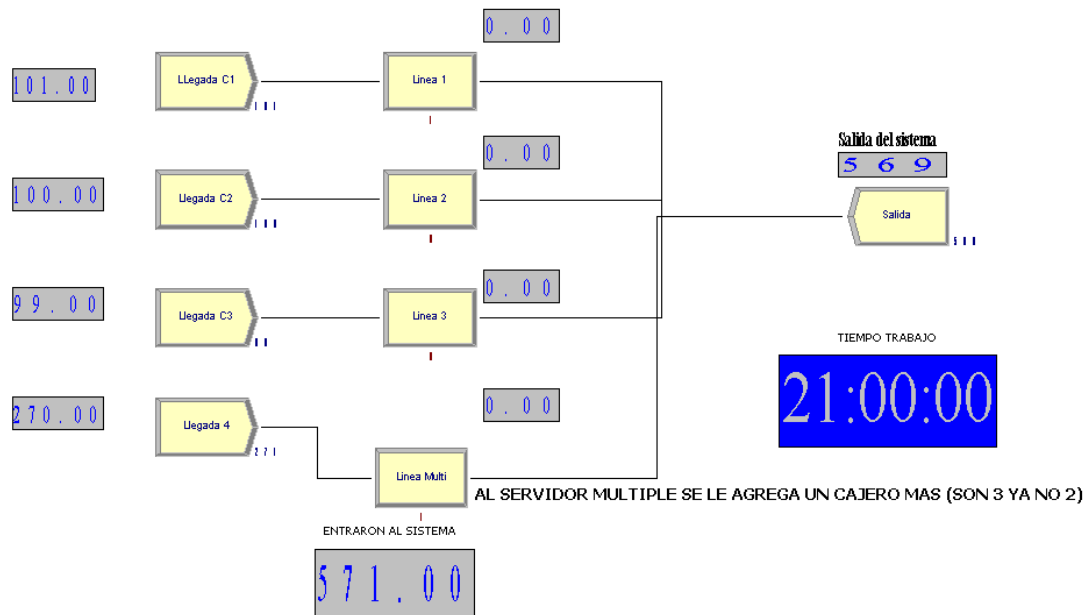 0.00
101.00
LLegada C1
Linea 1
101
0.00
Salida del sistema
569
100.00
Llegada C2
Linea 2
100
Salida
0.00
99.00
Llegada C3
Linea 3
TIEMPO TRABAJO
21:00:00
0.00
270.00
Llegada 4
271
Linea Multi
AL SERVIDOR MULTIPLE SE LE AGREGA UN CAJERO MAS (SON 3 YA NO 2)
ENTRARON AL SISTEMA
571.00